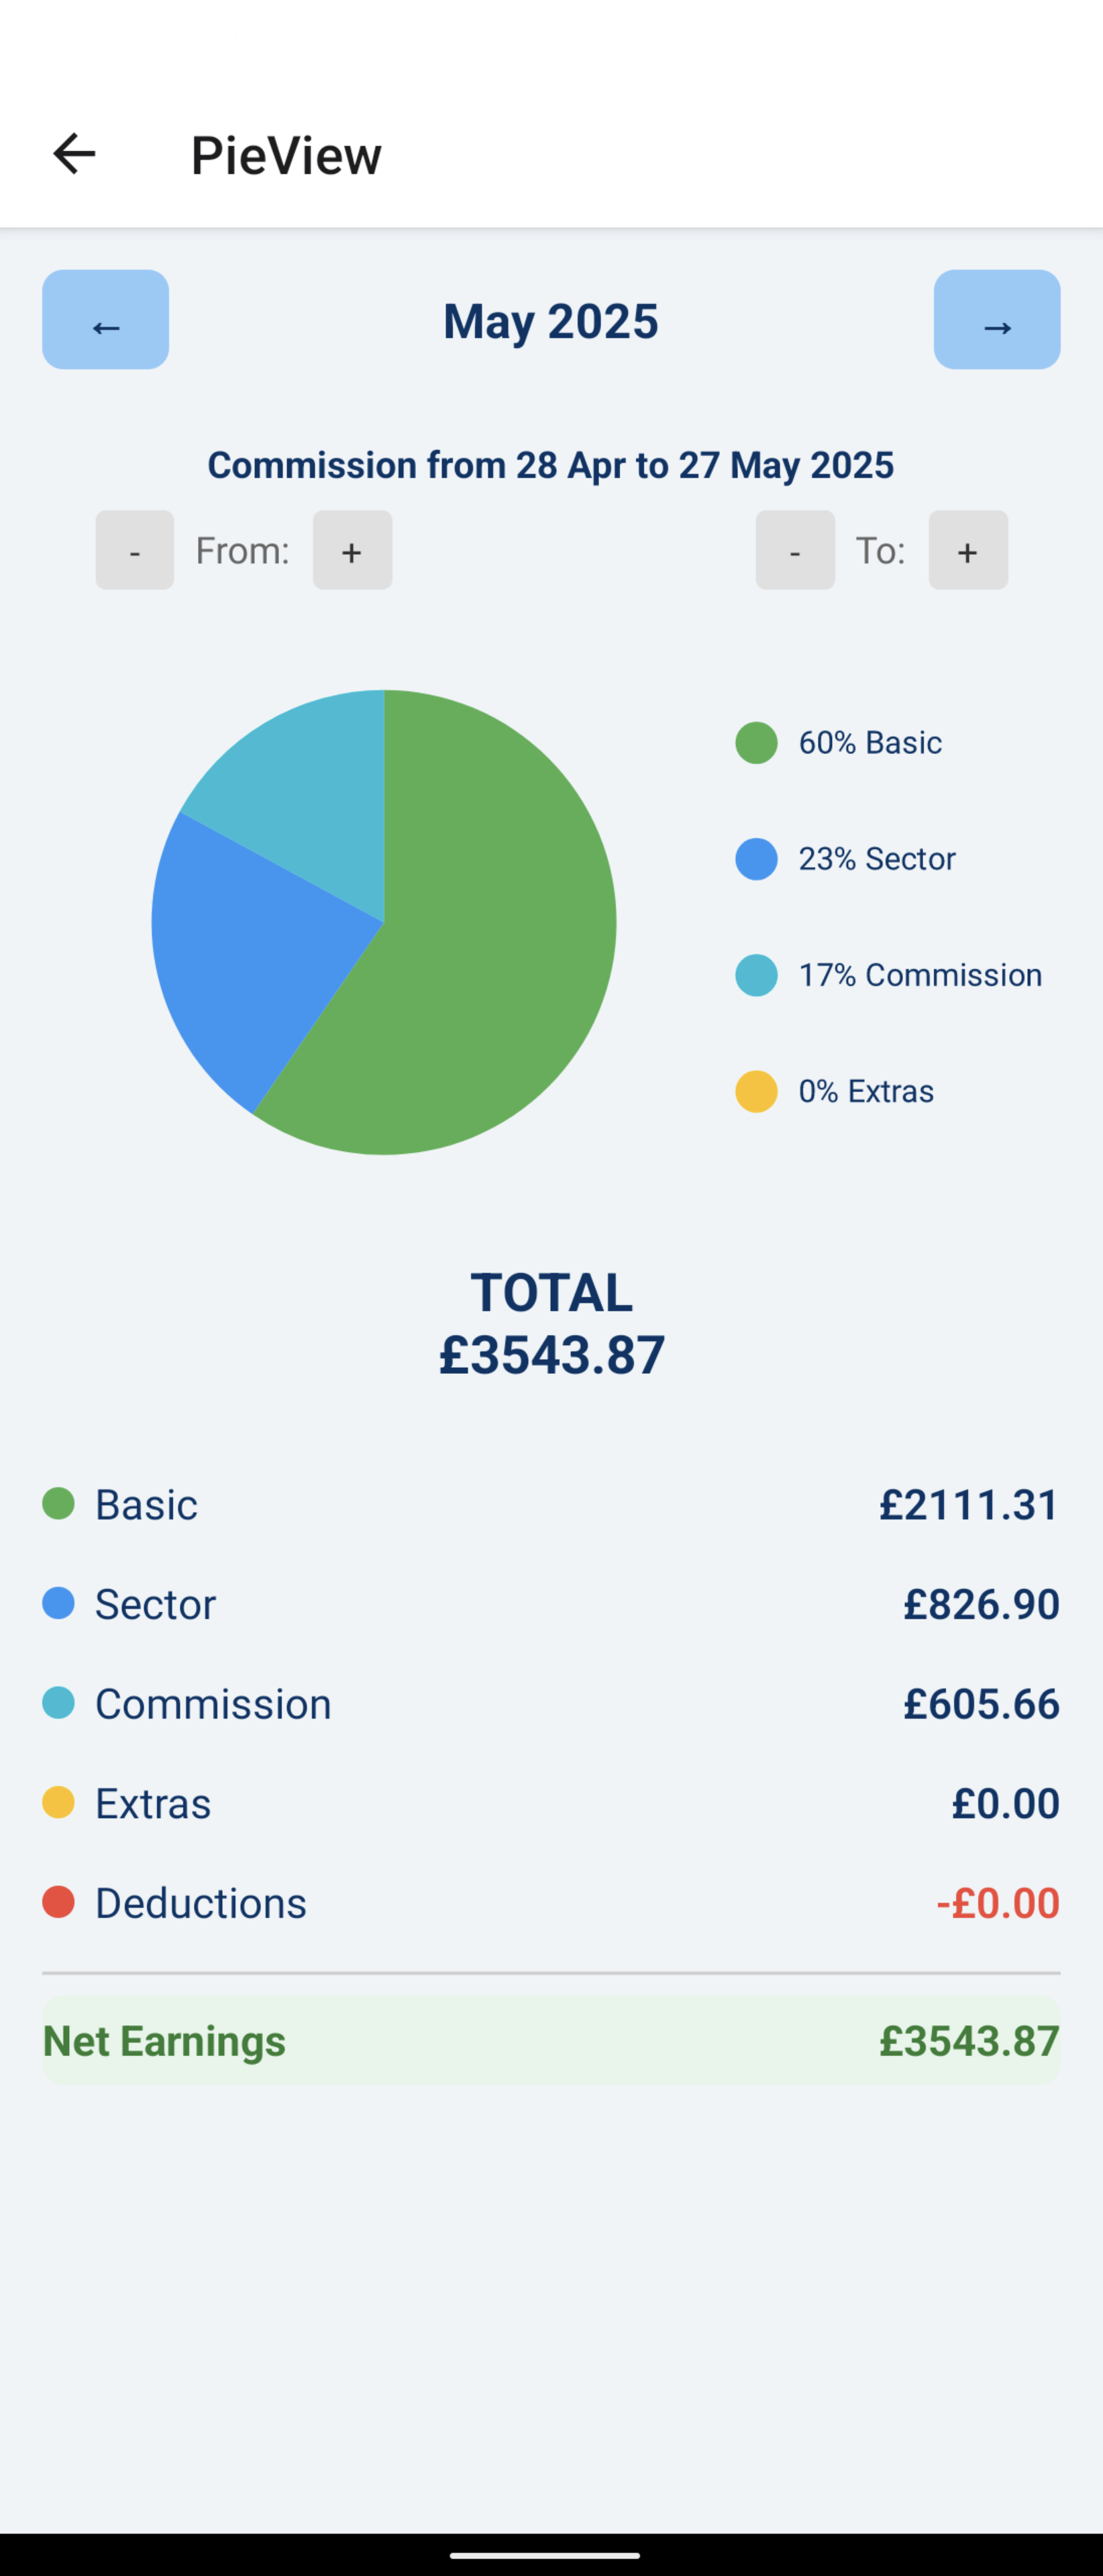 ← PieView
← May 2025 →
Commission from 28 Apr to 27 May 2025
- From: + - To: +
60% Basic
23% Sector
17% Commission
0% Extras
TOTAL
£3543.87
Basic £2111.31
Sector £826.90
Commission £605.66
Extras £0.00
Deductions -£0.00
Net Earnings £3543.87